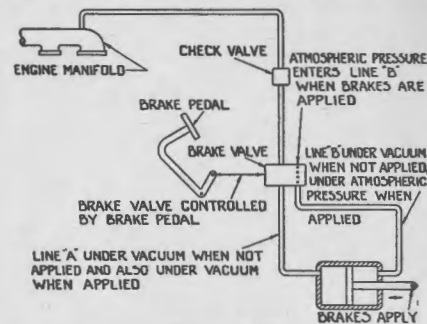 ENGINE MANIFOLD
CHECK VALVE
ATMOSPHERIC PRESSURE
ENTERS LINE "B"
WHEN BRAKES ARE
APPLIED
BRAKE PEDAL
BRAKE VALVE
LINE "B" UNDER VACUUM
WHEN NOT APPLIED,
UNDER ATMOSPHERIC
PRESSURE WHEN
APPLIED
BRAKE VALVE CONTROLLED
BY BRAKE PEDAL
LINE "A" UNDER VACUUM WHEN NOT
APPLIED AND ALSO UNDER VACUUM
WHEN APPLIED
BRAKES APPLY